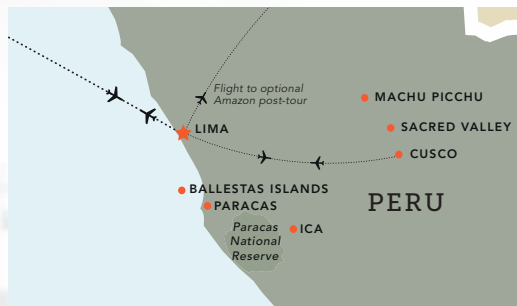 Flight to optional
Amazon post-tour
MACHU PICCHU
LIMA
SACRED VALLEY
CUSCO
BALLESTAS ISLANDS
PARACAS
PERU
Paracas
National
Reserve
ICA